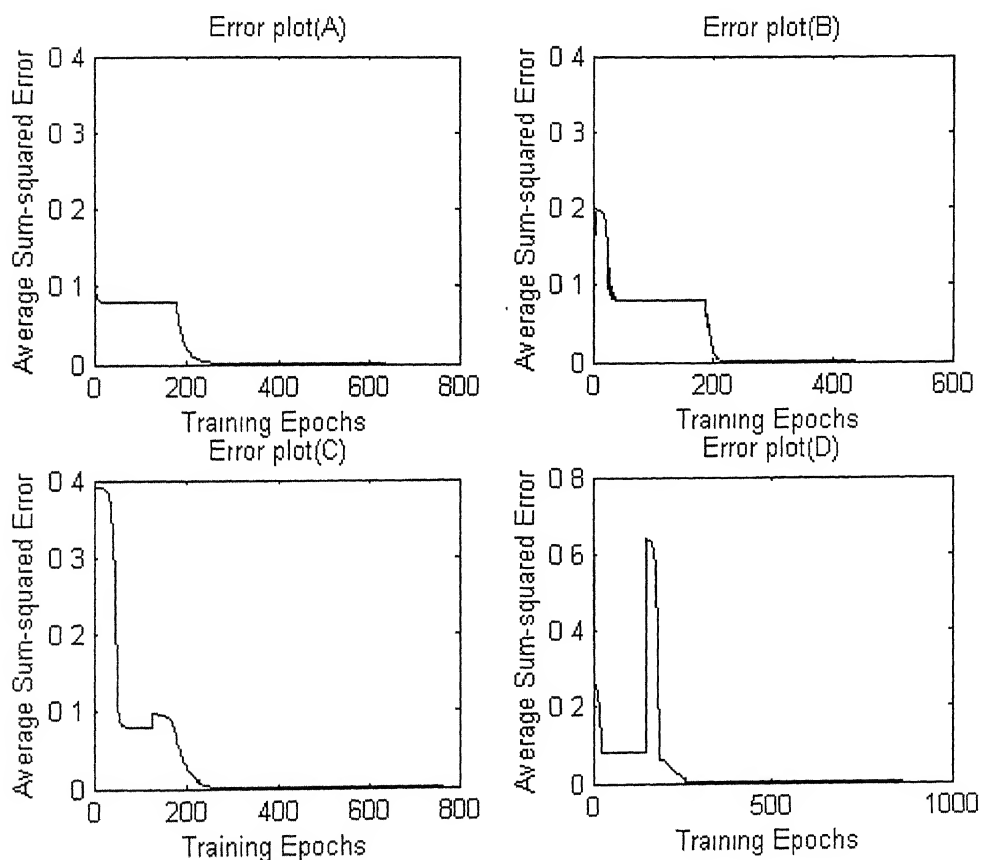 Error plot(A)
Average Sum-squared Error
0 4
0 3
0 2
0 1
0
0 200 400 600 800
Training Epochs
Error plot(B)
Average Sum-squared Error
0 4
0 3
0 2
0 1
0
0 200 400 600
Training Epochs
Error plot(C)
Average Sum-squared Error
0 4
0 3
0 2
0 1
0
0 200 400 600 800
Training Epochs
Error plot(D)
Average Sum-squared Error
0 8
0 6
0 4
0 2
0
0 500 1000
Training Epochs